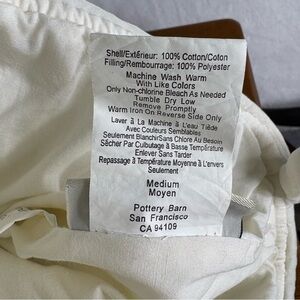 Shell/Extérieur: 100% Cotton/Coton
Filling/Rembourrage: 100% Polyester
Machine Wash Warm
With Like Colors
Only Non-chlorine Bleach As Needed
Tumble Dry Low
Remove Promptly
Warm Iron On Reverse Side Only
Laver à La Machine à L'eau Tiède
Avec Couleurs Semblables
Seulement BlanchirSans Chlore Au Besoin
Sécher Par Culbutage à Basse Temperature
Enlever Sans Tarder
Repassage à Température Moyenne À L'envers
Seulement
Medium
Moyen
Pottery Barn
San Francisco
CA 94109